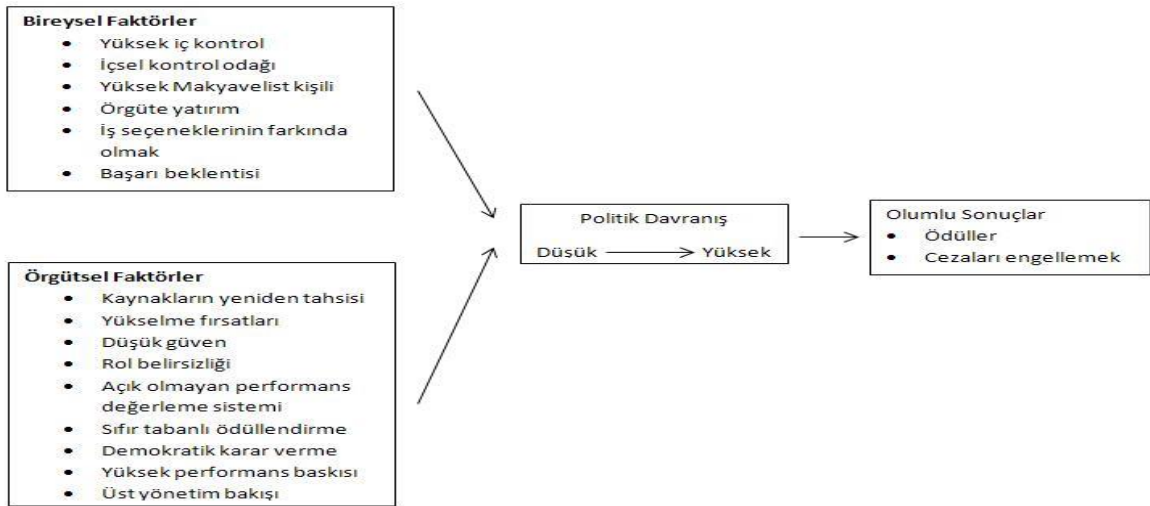 Bireysel Faktörler
• Yüksek iç kontrol
• İçsel kontrol odağı
• Yüksek Makyavelist kişili
• Örgüte yatırım
• İş seçeneklerinin farkında
olmak
• Başarı beklentisi
Örgütsel Faktörler
• Kaynakların yeniden tahsisi
• Yükselme fırsatları
• Düşük güven
• Rol belirsizliği
• Açık olmayan performans
değerleme sistemi
• Sıfır tabanlı ödüllendirme
• Demokratik karar verme
• Yüksek performans baskısı
• Üst yönetim bakışı
Politik Davranış
Düşük Yüksek
Olumlu Sonuçlar
• Ödüller
• Cezaları engellemek